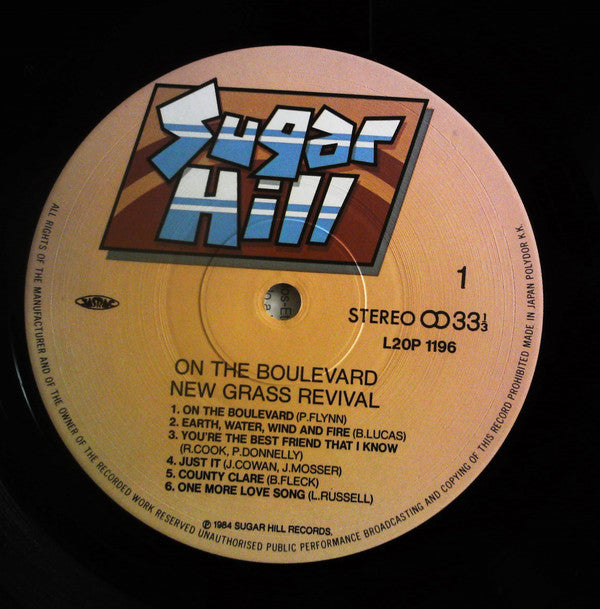 Sugar
Hill
1
STEREO 33 1/3
L20P 1196
JASRAC
ON THE BOULEVARD
NEW GRASS REVIVAL
1. ON THE BOULEVARD (P.FLYNN)
2. EARTH, WATER, WIND AND FIRE (B.LUCAS)
3. YOU'RE THE BEST FRIEND THAT I KNOW
(R.COOK, P.DONNELLY)
4. JUST IT (J.COWAN, J.MOSSER)
5. COUNTY CLARE (B.FLECK)
6. ONE MORE LOVE SONG (L.RUSSELL)
℗ 1984 SUGAR HILL RECORDS.
ALL RIGHTS OF THE MANUFACTURER AND OF THE OWNER OF THE RECORDED WORK RESERVED UNAUTHORISED PUBLIC PERFORMANCE BROADCASTING AND COPYING OF THIS RECORD PROHIBITED MADE IN JAPAN POLYDOR K.K.